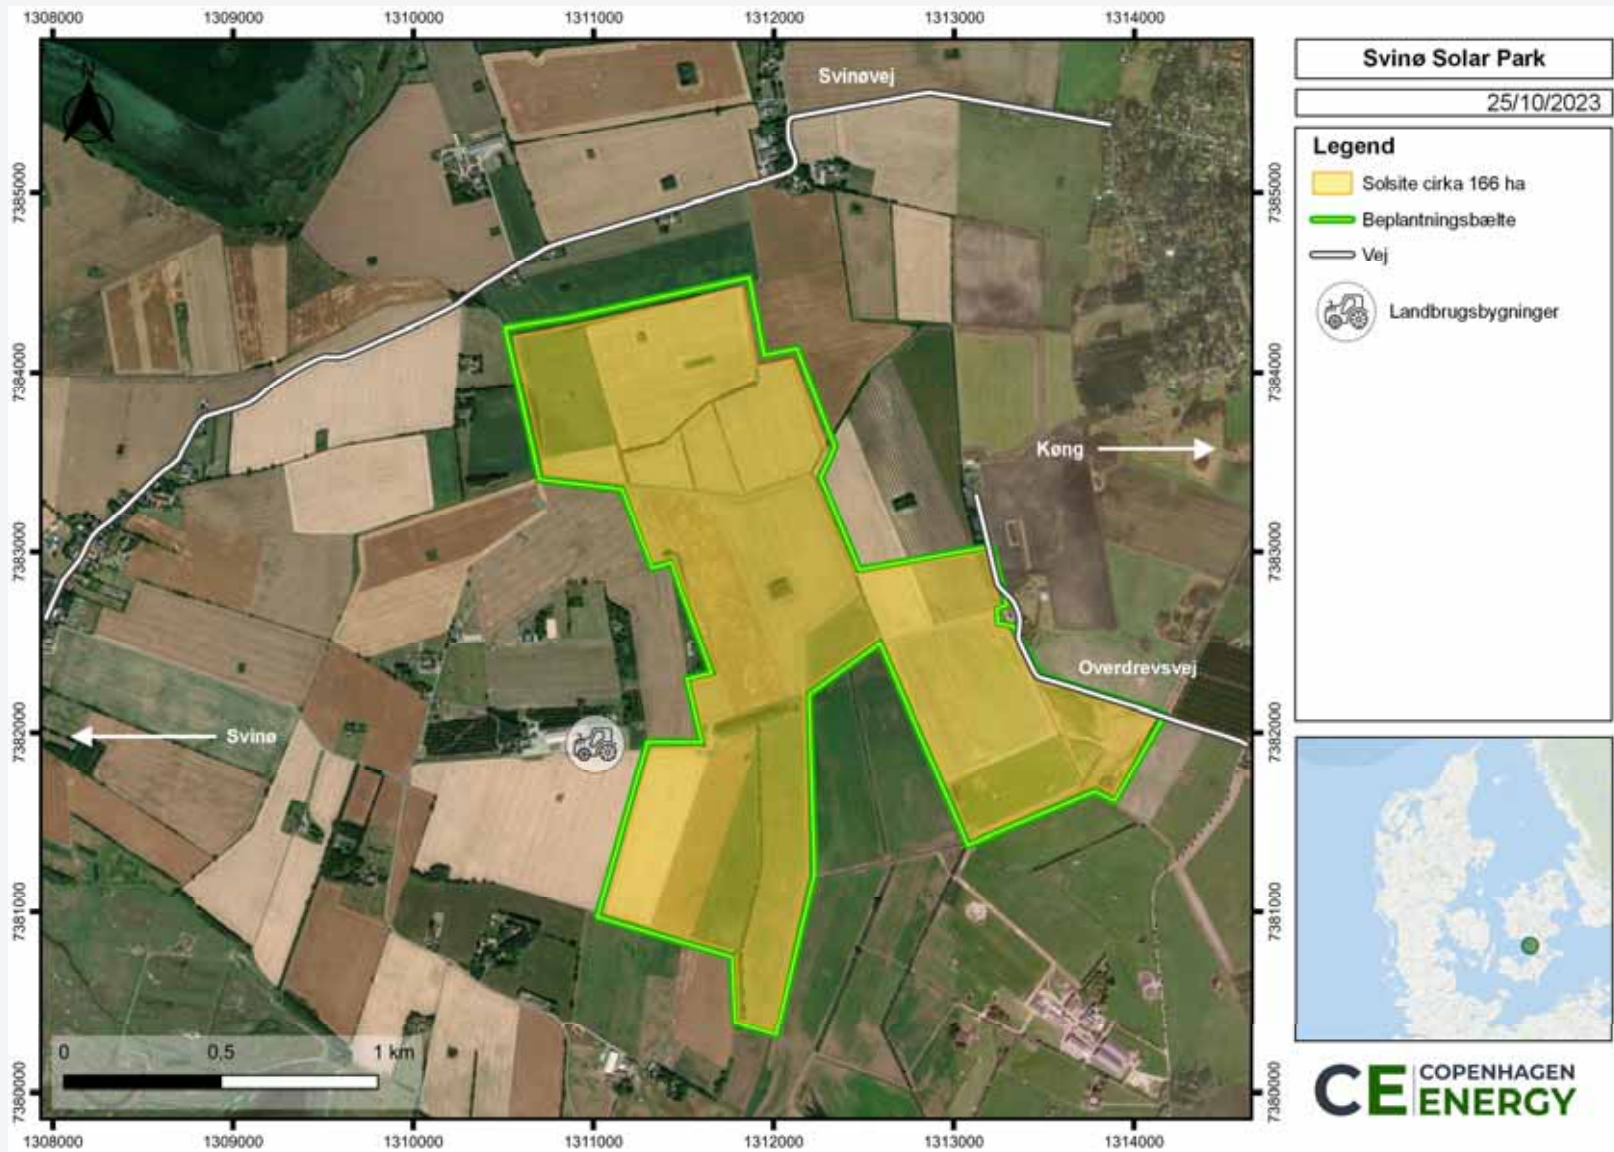 1308000 1309000 1310000 1311000 1312000 1313000 1314000
Svinø Solar Park
25/10/2023
Legend
Solsite cirka 166 ha
Beplantningsbælte
Vej
Landbrugsbygninger
N
Svinøvej
Køng
Overdrevsvej
Svinø
7385000
7384000
7383000
7382000
7381000
7380000
7385000
7384000
7383000
7382000
7381000
7380000
0 0,5 1 km
1308000 1309000 1310000 1311000 1312000 1313000 1314000
CE COPENHAGEN
ENERGY